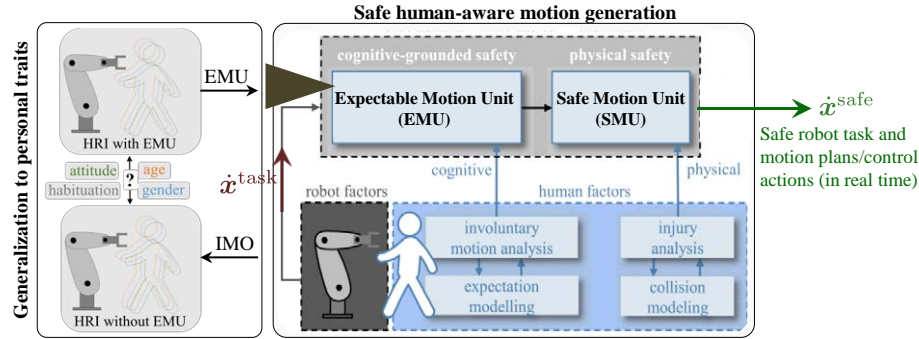 Safe human-aware motion generation
Generalization to personal traits
HRI with EMU
attitude
age
?
habituation
gender
HRI without EMU
EMU
IMO
cognitive-grounded safety
physical safety
Expectable Motion Unit
(EMU)
Safe Motion Unit
(SMU)
ẋ^safe
Safe robot task and
motion plans/control
actions (in real time)
ẋ^task
cognitive
physical
robot factors
human factors
involuntary
motion analysis
injury
analysis
expectation
modelling
collision
modeling